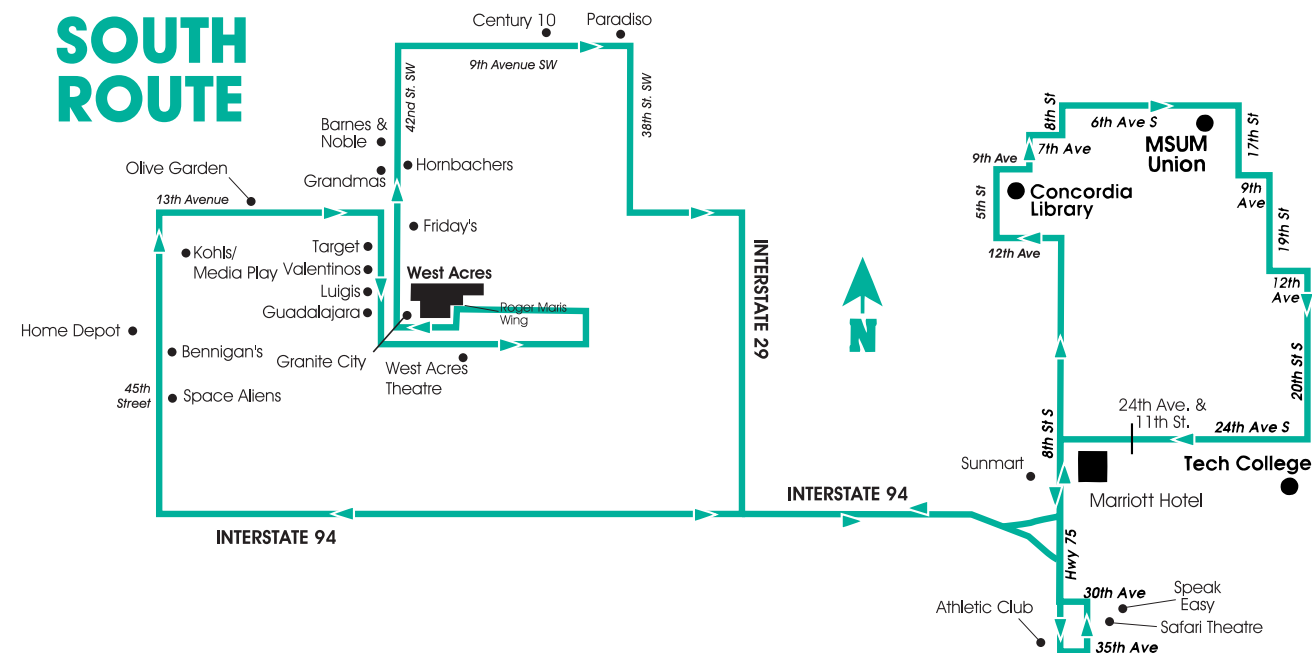 SOUTH
ROUTE
Century 10
Paradiso
9th Avenue SW
42nd St. SW
38th St. SW
Barnes &
Noble
Hornbachers
Grandmas
Olive Garden
13th Avenue
Friday's
Kohls/
Media Play
Target
Valentinos
Luigis
Guadalajara
West Acres
Roger Maris
Wing
Home Depot
Bennigan's
Granite City
West Acres
Theatre
45th
Street
Space Aliens
INTERSTATE 29
INTERSTATE 94
INTERSTATE 94
N
8th St
6th Ave S
17th St
7th Ave
MSUM
Union
9th Ave
5th St
Concordia
Library
9th
Ave
19th St
12th Ave
12th
Ave
20th St S
24th Ave. &
11th St.
24th Ave S
8th St S
Sunmart
Tech College
Marriott Hotel
Hwy 75
30th Ave
Speak
Easy
Athletic Club
Safari Theatre
35th Ave